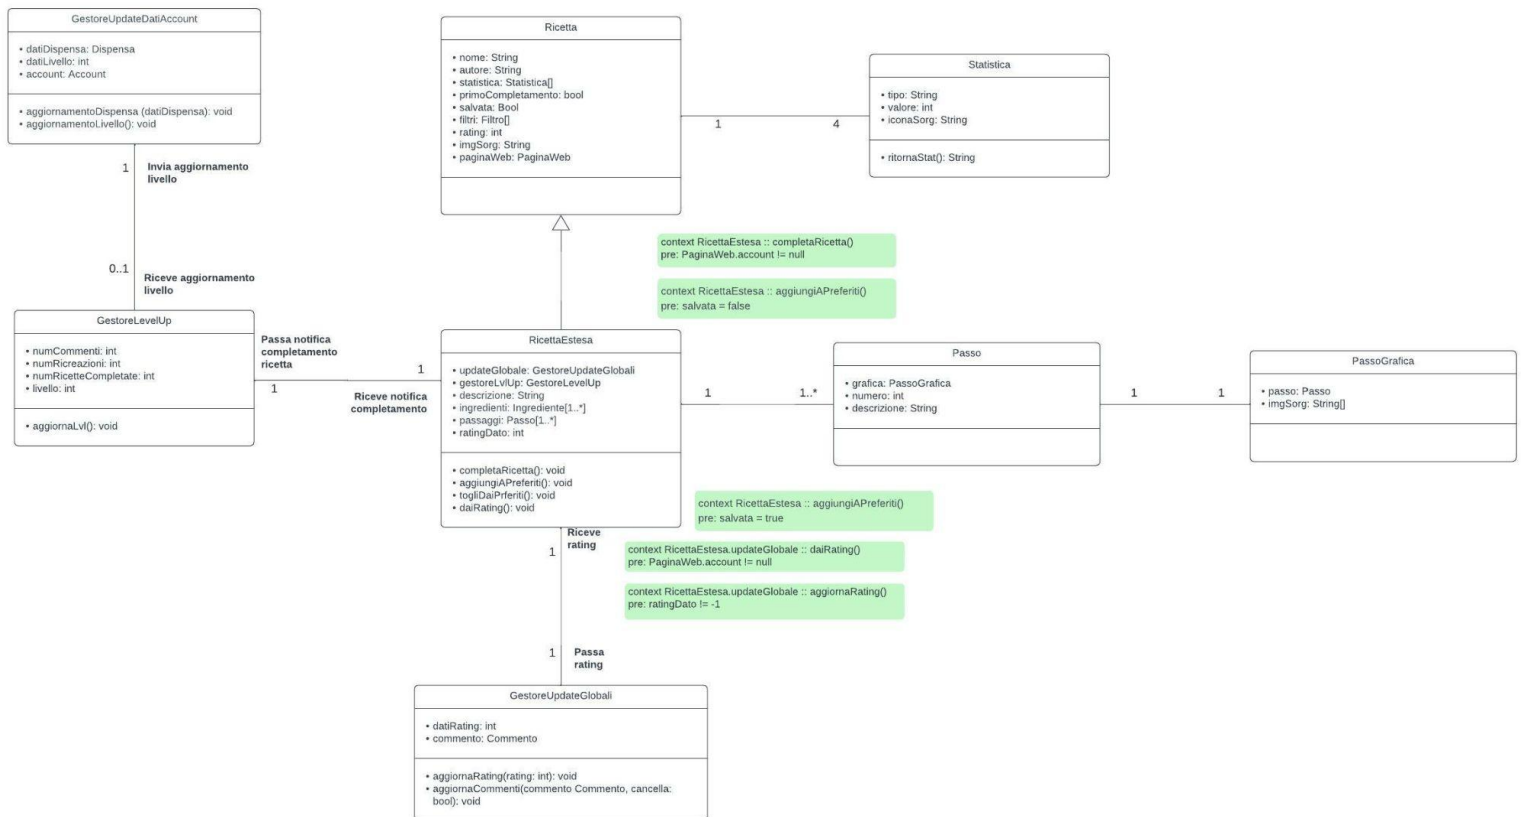 GestoreUpdateDatiAccount
• datiDispensa: Dispensa
• datiLivello: int
• account: Account
• aggiornamentoDispensa (datiDispensa): void
• aggiornamentoLivello(): void
Ricetta
• nome: String
• autore: String
• statistica: Statistica[]
• primoCompletamento: bool
• salvata: Bool
• filtri: Filtro[]
• rating: int
• imgSorg: String
• paginaWeb: PaginaWeb
Statistica
• tipo: String
• valore: int
• iconaSorg: String
• ritornaStat(): String
1
4
1
Invia aggiornamento
livello
0..1
Riceve aggiornamento
livello
context RicettaEstesa :: completaRicetta()
pre: PaginaWeb.account != null
context RicettaEstesa :: aggiungiAPreferiti()
pre: salvata = false
GestoreLevelUp
• numCommenti: int
• numRicreazioni: int
• numRicetteCompletate: int
• livello: int
• aggiornaLvl(): void
Passa notifica
completamento
ricetta
1
1
Riceve notifica
completamento
RicettaEstesa
• updateGlobale: GestoreUpdateGlobali
• gestoreLvlUp: GestoreLevelUp
• descrizione: String
• ingredienti: Ingrediente[1..*]
• passaggi: Passo[1..*]
• ratingDato: int
• completaRicetta(): void
• aggiungiAPreferiti(): void
• togliDaiPrferiti(): void
• daiRating(): void
1
1..*
Passo
• grafica: PassoGrafica
• numero: int
• descrizione: String
1
1
PassoGrafica
• passo: Passo
• imgSorg: String[]
context RicettaEstesa :: aggiungiAPreferiti()
pre: salvata = true
Riceve
rating
1
context RicettaEstesa.updateGlobale :: daiRating()
pre: PaginaWeb.account != null
context RicettaEstesa.updateGlobale :: aggiornaRating()
pre: ratingDato != -1
1
Passa
rating
GestoreUpdateGlobali
• datiRating: int
• commento: Commento
• aggiornaRating(rating: int): void
• aggiornaCommenti(commento Commento, cancella:
bool): void